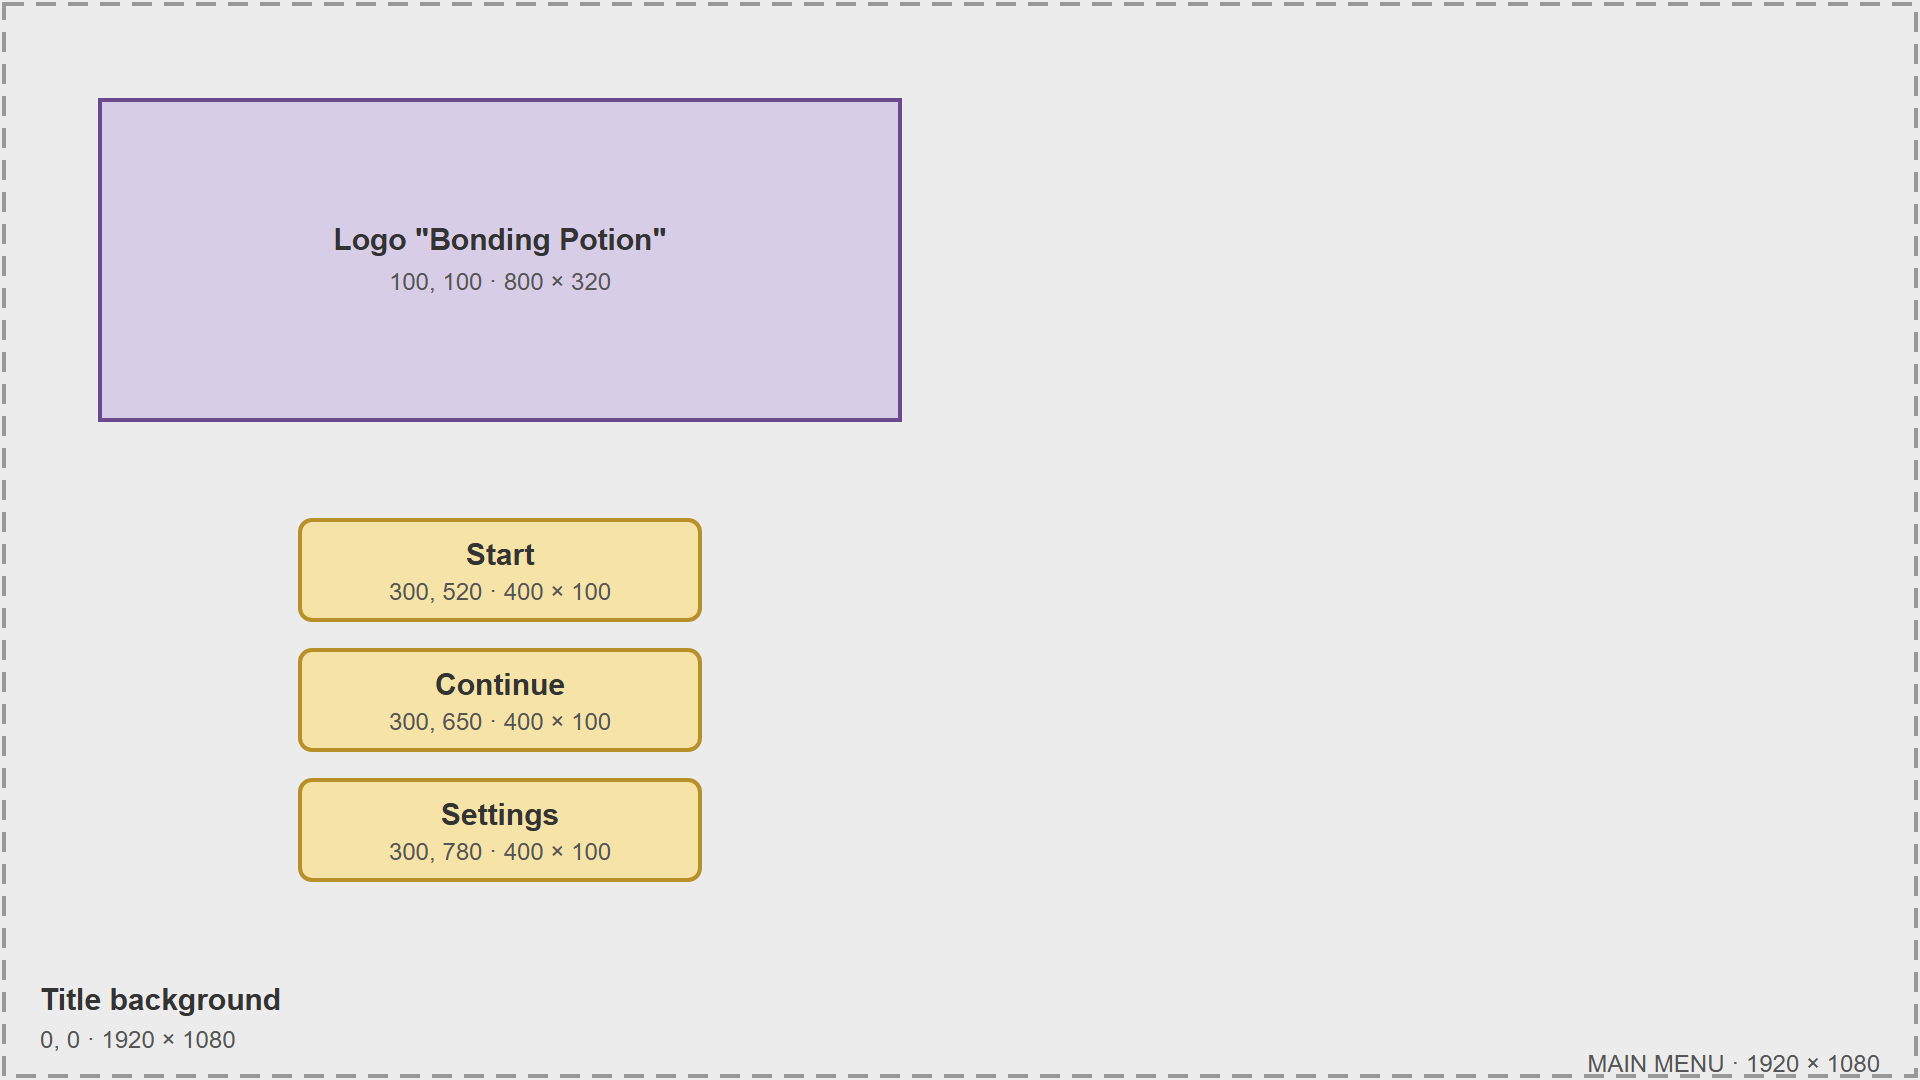 Logo "Bonding Potion"
100, 100 · 800 × 320
Start
300, 520 · 400 × 100
Continue
300, 650 · 400 × 100
Settings
300, 780 · 400 × 100
Title background
0, 0 · 1920 × 1080
MAIN MENU · 1920 × 1080